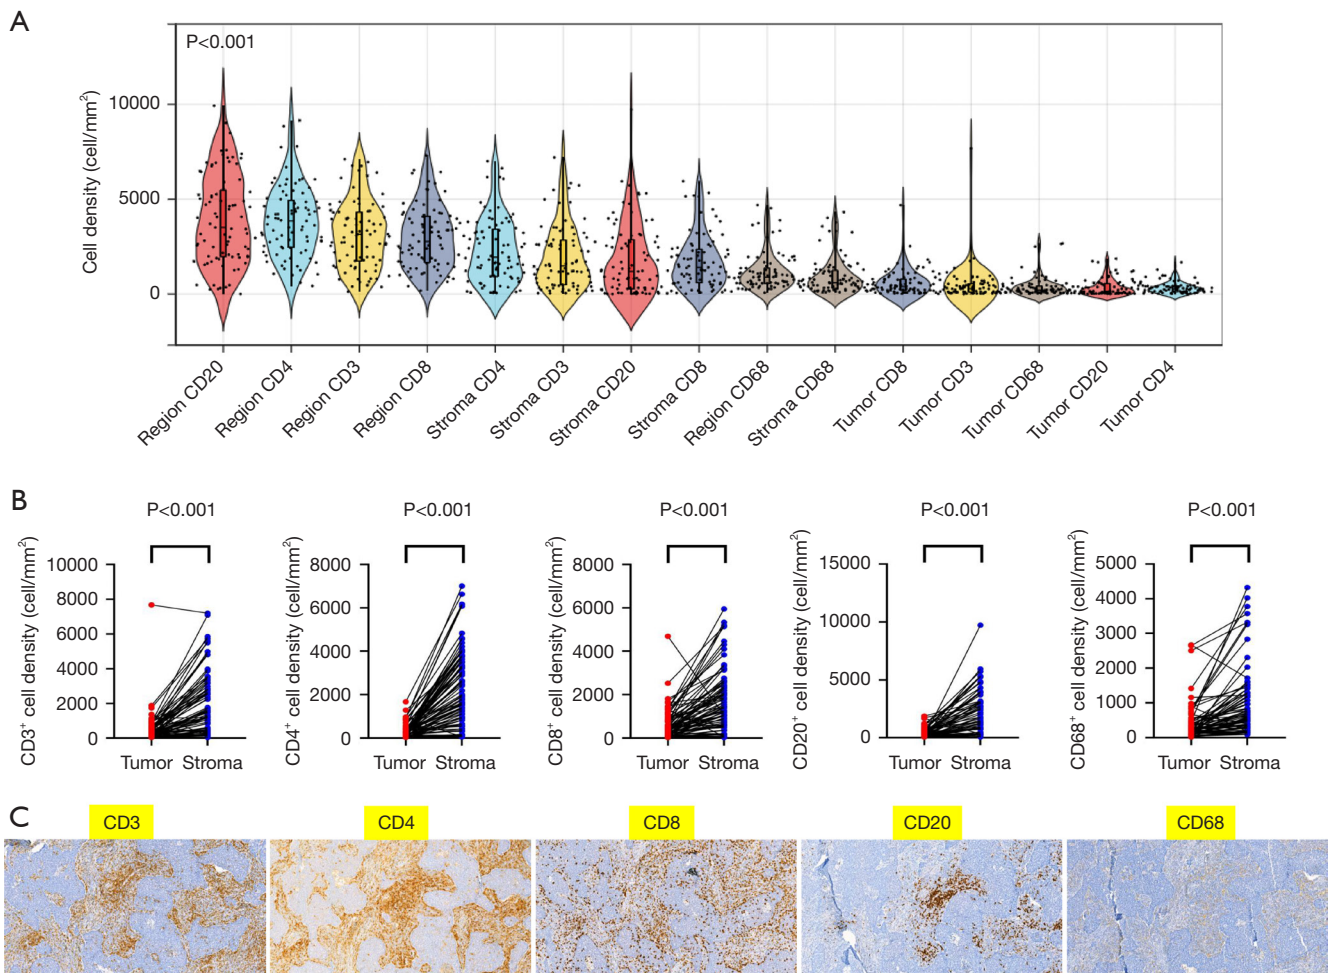 A
P<0.001
Cell density (cell/mm²)
10000
5000
0
Region CD20
Region CD4
Region CD3
Region CD8
Stroma CD4
Stroma CD3
Stroma CD20
Stroma CD8
Region CD68
Stroma CD68
Tumor CD8
Tumor CD3
Tumor CD68
Tumor CD20
Tumor CD4
B
P<0.001
CD3⁺ cell density (cell/mm²)
10000
8000
6000
4000
2000
0
Tumor Stroma
P<0.001
CD4⁺ cell density (cell/mm²)
8000
6000
4000
2000
0
Tumor Stroma
P<0.001
CD8⁺ cell density (cell/mm²)
8000
6000
4000
2000
0
Tumor Stroma
P<0.001
CD20⁺ cell density (cell/mm²)
15000
10000
5000
0
Tumor Stroma
P<0.001
CD68⁺ cell density (cell/mm²)
5000
4000
3000
2000
1000
0
Tumor Stroma
C
CD3
CD4
CD8
CD20
CD68